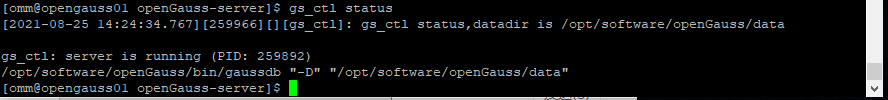 [omm@opengauss01 openGauss-server]$ gs_ctl status
[2021-08-25 14:24:34.767][259966][][gs_ctl]: gs_ctl status,datadir is /opt/software/openGauss/data
gs_ctl: server is running (PID: 259892)
/opt/software/openGauss/bin/gaussdb "-D" "/opt/software/openGauss/data"
[omm@opengauss01 openGauss-server]$